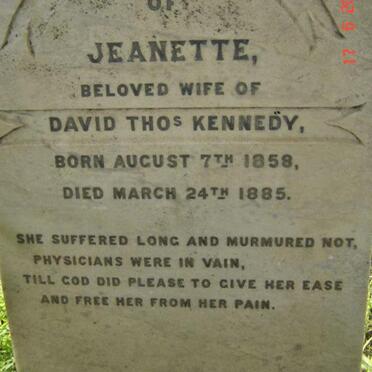 OF
JEANETTE,
BELOVED WIFE OF
DAVID THOS KENNEDY,
BORN AUGUST 7TH 1858,
DIED MARCH 24TH 1885.
SHE SUFFERED LONG AND MURMURED NOT,
PHYSICIANS WERE IN VAIN,
TILL GOD DID PLEASE TO GIVE HER EASE
AND FREE HER FROM HER PAIN.